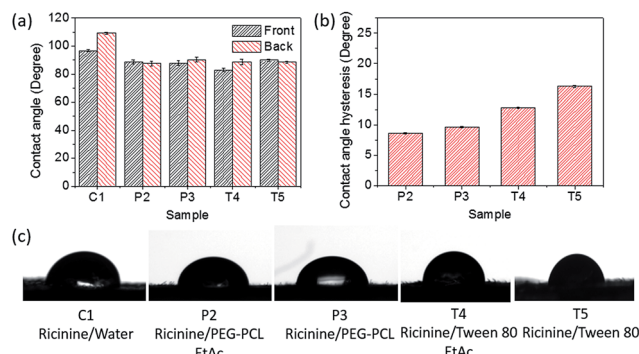 (a)
Contact angle (Degree)
120
100
80
60
40
20
0
Front
Back
C1 P2 P3 T4 T5
Sample
(b)
Contact angle hysteresis (Degree)
25
20
15
10
5
0
P2 P3 T4 T5
Sample
(c)
C1 P2 P3 T4 T5
Ricinine/Water Ricinine/PEG-PCL Ricinine/PEG-PCL Ricinine/Tween 80 Ricinine/Tween 80
EtAc EtAc